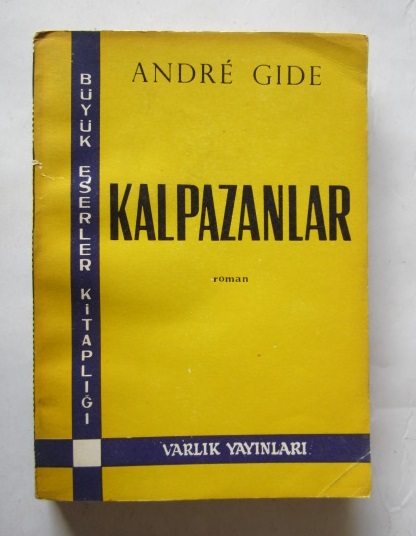 ANDRÉ GIDE
BÜYÜK ESERLER KİTAPLIĞI
KALPAZANLAR
roman
VARLIK YAYINLARI